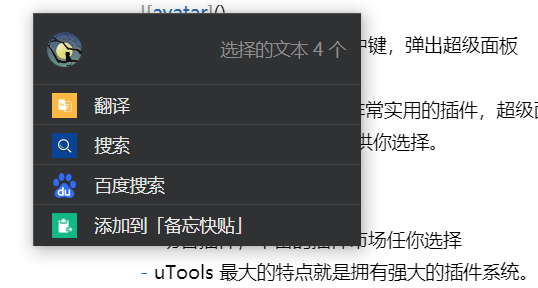 ![avatar]()
选择的文本 4 个
键，弹出超级面板
翻译
常实用的插件，超级
搜索
供你选择。
百度搜索
添加到「备忘快贴」
任你选择
- uTools 最大的特点就是拥有强大的插件系统。